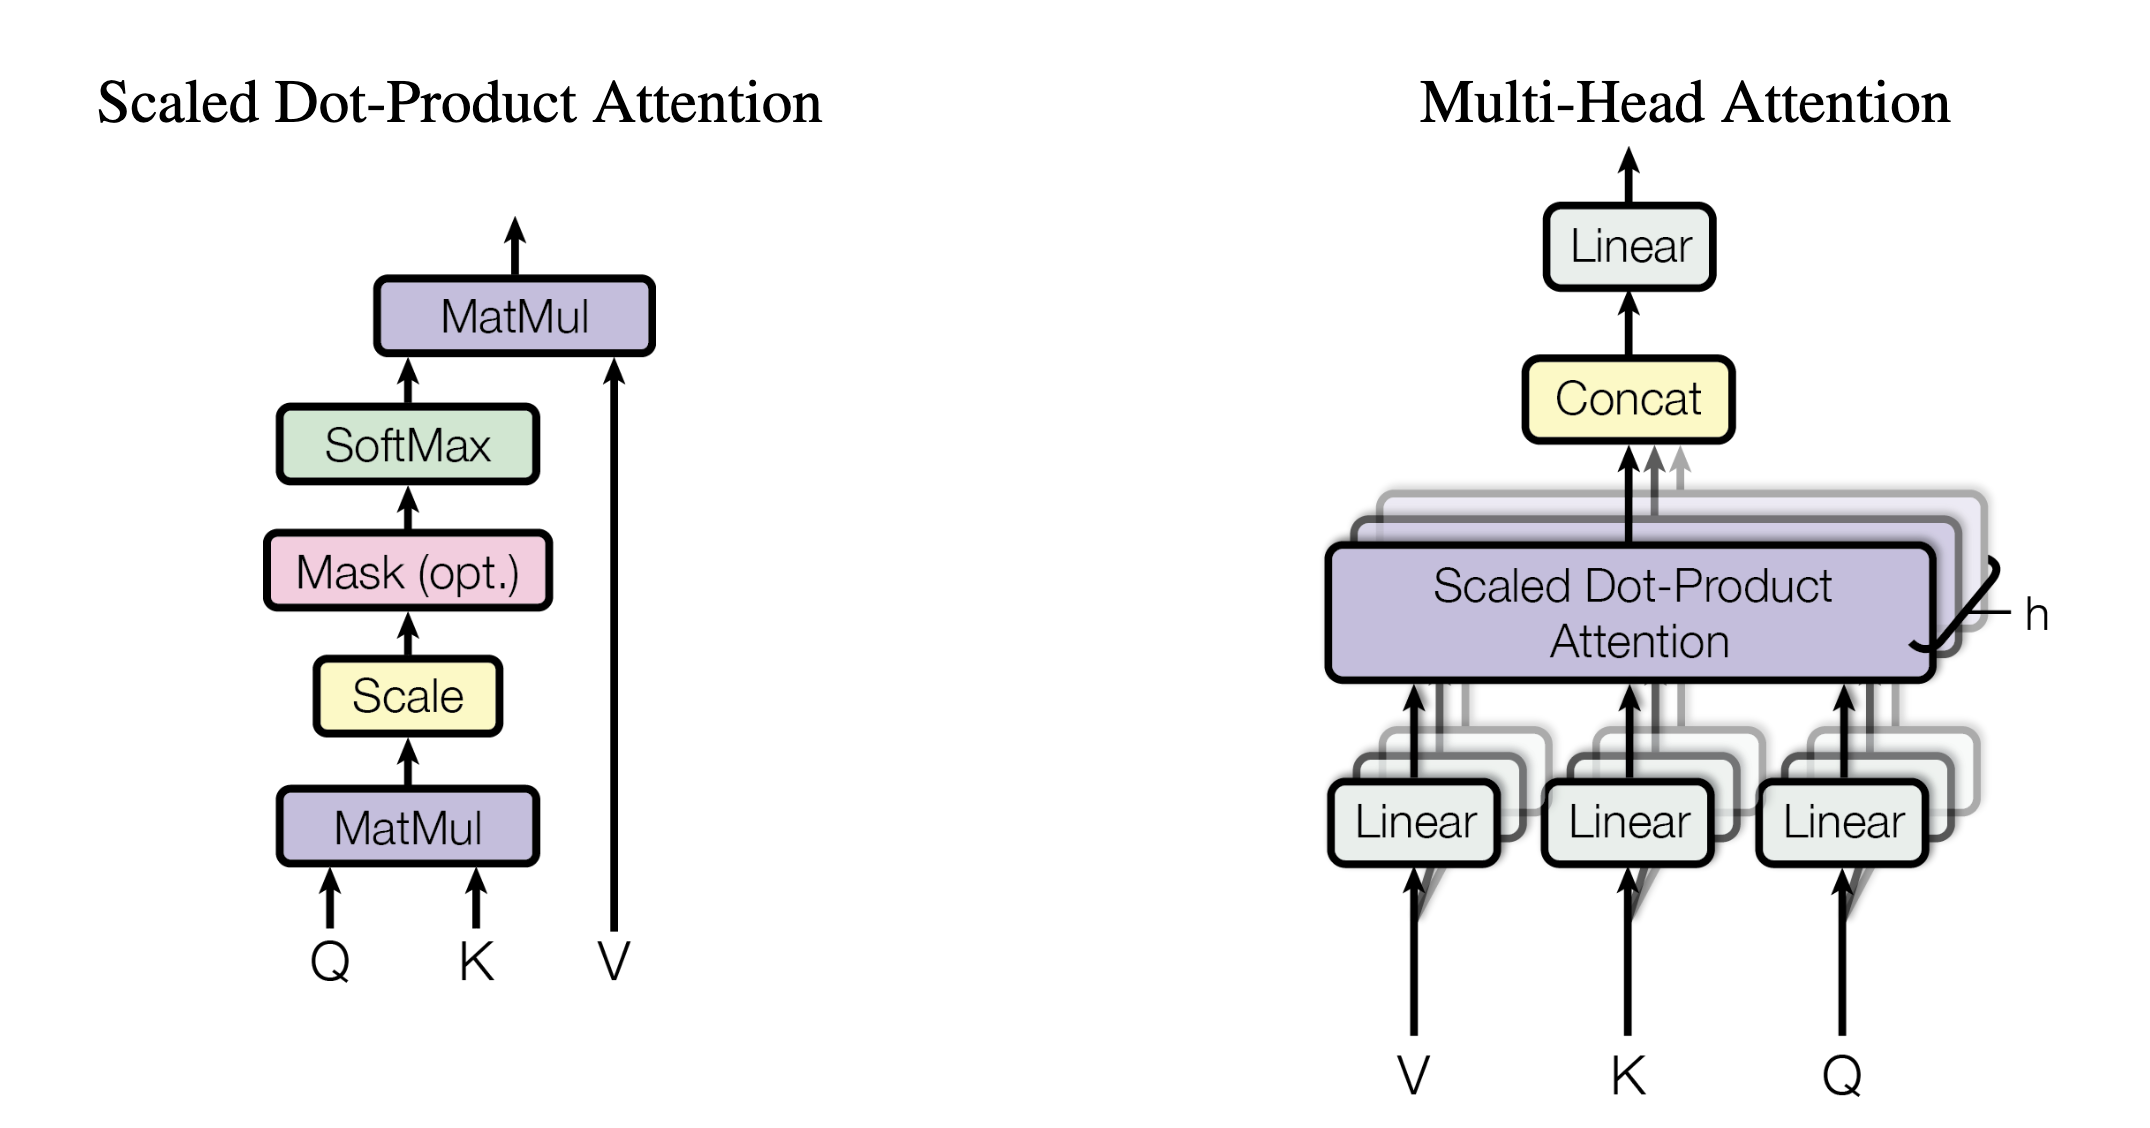 Scaled Dot-Product Attention
MatMul
SoftMax
Mask (opt.)
Scale
MatMul
Q K V
Multi-Head Attention
Linear
Concat
Scaled Dot-Product
Attention
h
Linear Linear Linear
V K Q